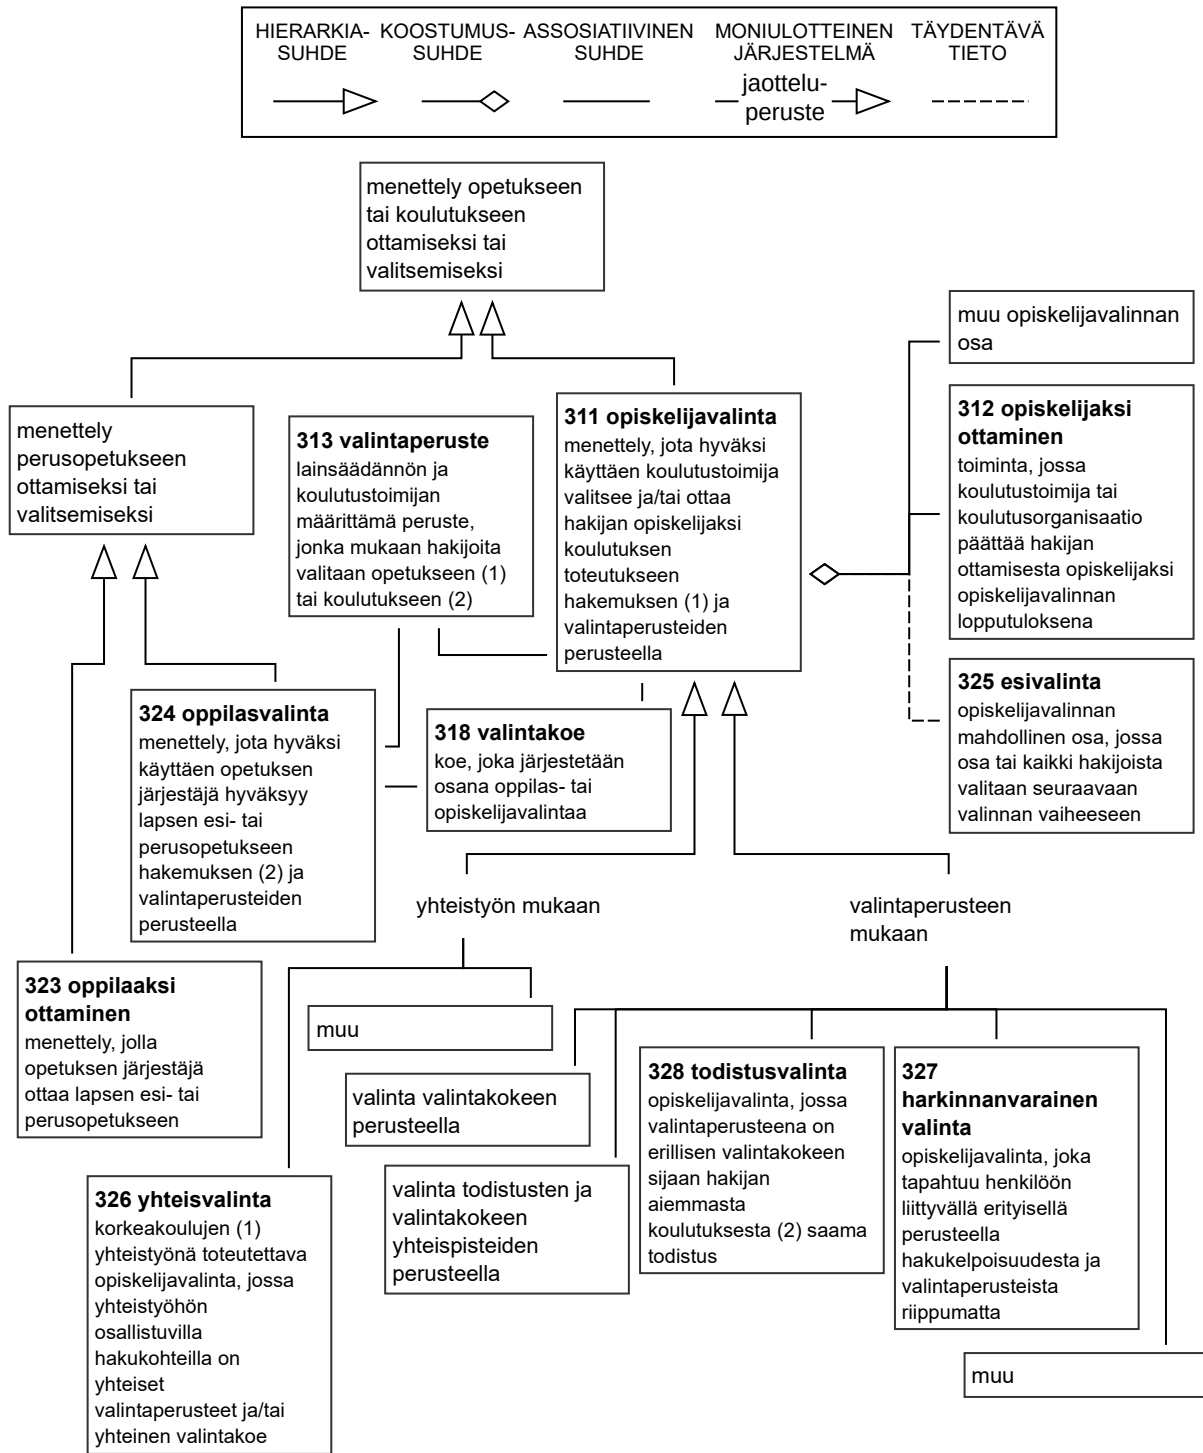 HIERARKIA-
SUHDE
KOOSTUMUS-
SUHDE
ASSOSIATIIVINEN
SUHDE
MONIULOTTEINEN
JÄRJESTELMÄ
TÄYDENTÄVÄ
TIETO
jaottelu-
peruste
menettely opetukseen
tai koulutukseen
ottamiseksi tai
valitsemiseksi
muu opiskelijavalinnan
osa
menettely
perusopetukseen
ottamiseksi tai
valitsemiseksi
313 valintaperuste
lainsäädännön ja
koulutustoimijan
määrittämä peruste,
jonka mukaan hakijoita
valitaan opetukseen (1)
tai koulutukseen (2)
311 opiskelijavalinta
menettely, jota hyväksi
käyttäen koulutustoimija
valitsee ja/tai ottaa
hakijan opiskelijaksi
koulutuksen
toteutukseen
hakemuksen (1) ja
valintaperusteiden
perusteella
312 opiskelijaksi
ottaminen
toiminta, jossa
koulutustoimija tai
koulutusorganisaatio
päättää hakijan
ottamisesta opiskelijaksi
opiskelijavalinnan
lopputuloksena
325 esivalinta
opiskelijavalinnan
mahdollinen osa, jossa
osa tai kaikki hakijoista
valitaan seuraavaan
valinnan vaiheeseen
324 oppilasvalinta
menettely, jota hyväksi
käyttäen opetuksen
järjestäjä hyväksyy
lapsen esi- tai
perusopetukseen
hakemuksen (2) ja
valintaperusteiden
perusteella
318 valintakoe
koe, joka järjestetään
osana oppilas- tai
opiskelijavalintaa
yhteistyön mukaan
valintaperusteen
mukaan
323 oppilaaksi
ottaminen
menettely, jolla
opetuksen järjestäjä
ottaa lapsen esi- tai
perusopetukseen
muu
valinta valintakokeen
perusteella
328 todistusvalinta
opiskelijavalinta, jossa
valintaperusteena on
erillisen valintakokeen
sijaan hakijan
aiemmasta
koulutuksesta (2) saama
todistus
327
harkinnanvarainen
valinta
opiskelijavalinta, joka
tapahtuu henkilöön
liittyvällä erityisellä
perusteella
hakukelpoisuudesta ja
valintaperusteista
riippumatta
valinta todistusten ja
valintakokeen
yhteispisteiden
perusteella
326 yhteisvalinta
korkeakoulujen (1)
yhteistyönä toteutettava
opiskelijavalinta, jossa
yhteistyöhön
osallistuvilla
hakukohteilla on
yhteiset
valintaperusteet ja/tai
yhteinen valintakoe
muu